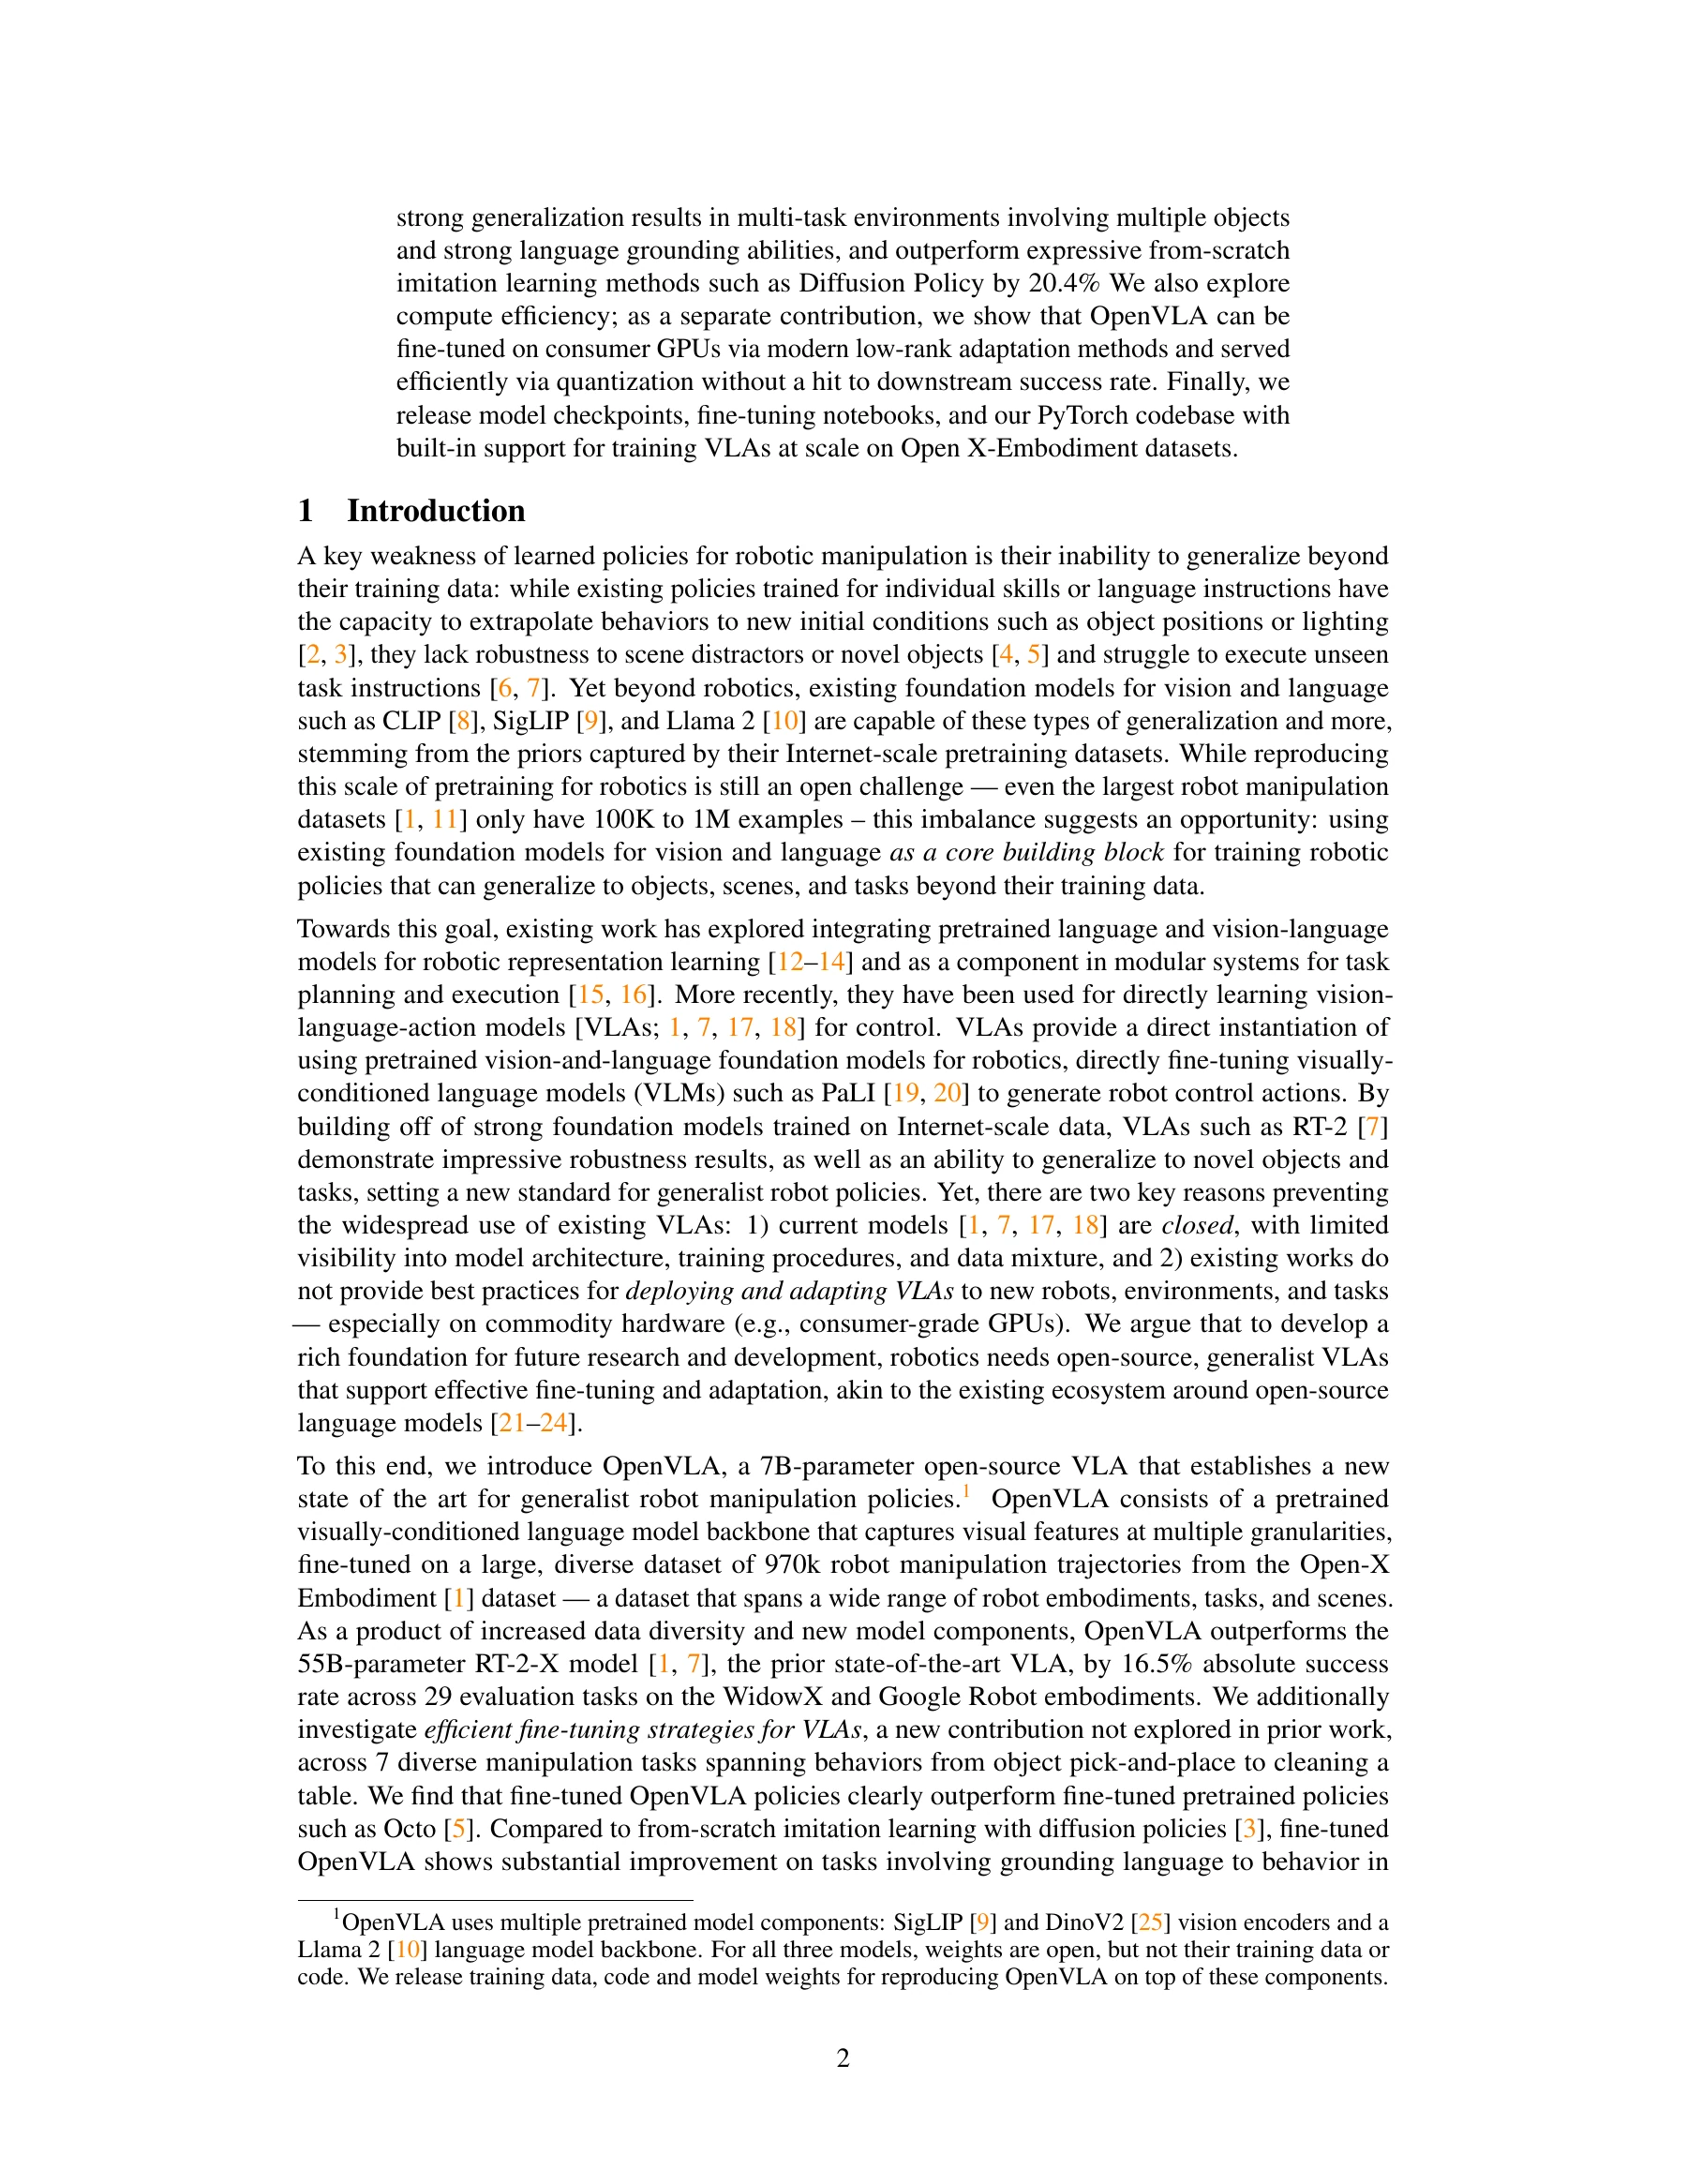 strong generalization results in multi-task environments involving multiple objects
and strong language grounding abilities, and outperform expressive from-scratch
imitation learning methods such as Diffusion Policy by 20.4% We also explore
compute efficiency; as a separate contribution, we show that OpenVLA can be
fine-tuned on consumer GPUs via modern low-rank adaptation methods and served
efficiently via quantization without a hit to downstream success rate. Finally, we
release model checkpoints, fine-tuning notebooks, and our PyTorch codebase with
built-in support for training VLAs at scale on Open X-Embodiment datasets.
1 Introduction
A key weakness of learned policies for robotic manipulation is their inability to generalize beyond
their training data: while existing policies trained for individual skills or language instructions have
the capacity to extrapolate behaviors to new initial conditions such as object positions or lighting
[2, 3], they lack robustness to scene distractors or novel objects [4, 5] and struggle to execute unseen
task instructions [6, 7]. Yet beyond robotics, existing foundation models for vision and language
such as CLIP [8], SigLIP [9], and Llama 2 [10] are capable of these types of generalization and more,
stemming from the priors captured by their Internet-scale pretraining datasets. While reproducing
this scale of pretraining for robotics is still an open challenge — even the largest robot manipulation
datasets [1, 11] only have 100K to 1M examples – this imbalance suggests an opportunity: using
existing foundation models for vision and language as a core building block for training robotic
policies that can generalize to objects, scenes, and tasks beyond their training data.
Towards this goal, existing work has explored integrating pretrained language and vision-language
models for robotic representation learning [12–14] and as a component in modular systems for task
planning and execution [15, 16]. More recently, they have been used for directly learning vision-
language-action models [VLAs; 1, 7, 17, 18] for control. VLAs provide a direct instantiation of
using pretrained vision-and-language foundation models for robotics, directly fine-tuning visually-
conditioned language models (VLMs) such as PaLI [19, 20] to generate robot control actions. By
building off of strong foundation models trained on Internet-scale data, VLAs such as RT-2 [7]
demonstrate impressive robustness results, as well as an ability to generalize to novel objects and
tasks, setting a new standard for generalist robot policies. Yet, there are two key reasons preventing
the widespread use of existing VLAs: 1) current models [1, 7, 17, 18] are closed, with limited
visibility into model architecture, training procedures, and data mixture, and 2) existing works do
not provide best practices for deploying and adapting VLAs to new robots, environments, and tasks
— especially on commodity hardware (e.g., consumer-grade GPUs). We argue that to develop a
rich foundation for future research and development, robotics needs open-source, generalist VLAs
that support effective fine-tuning and adaptation, akin to the existing ecosystem around open-source
language models [21–24].
To this end, we introduce OpenVLA, a 7B-parameter open-source VLA that establishes a new
state of the art for generalist robot manipulation policies.1 OpenVLA consists of a pretrained
visually-conditioned language model backbone that captures visual features at multiple granularities,
fine-tuned on a large, diverse dataset of 970k robot manipulation trajectories from the Open-X
Embodiment [1] dataset — a dataset that spans a wide range of robot embodiments, tasks, and scenes.
As a product of increased data diversity and new model components, OpenVLA outperforms the
55B-parameter RT-2-X model [1, 7], the prior state-of-the-art VLA, by 16.5% absolute success
rate across 29 evaluation tasks on the WidowX and Google Robot embodiments. We additionally
investigate efficient fine-tuning strategies for VLAs, a new contribution not explored in prior work,
across 7 diverse manipulation tasks spanning behaviors from object pick-and-place to cleaning a
table. We find that fine-tuned OpenVLA policies clearly outperform fine-tuned pretrained policies
such as Octo [5]. Compared to from-scratch imitation learning with diffusion policies [3], fine-tuned
OpenVLA shows substantial improvement on tasks involving grounding language to behavior in
1OpenVLA uses multiple pretrained model components: SigLIP [9] and DinoV2 [25] vision encoders and a
Llama 2 [10] language model backbone. For all three models, weights are open, but not their training data or
code. We release training data, code and model weights for reproducing OpenVLA on top of these components.
2